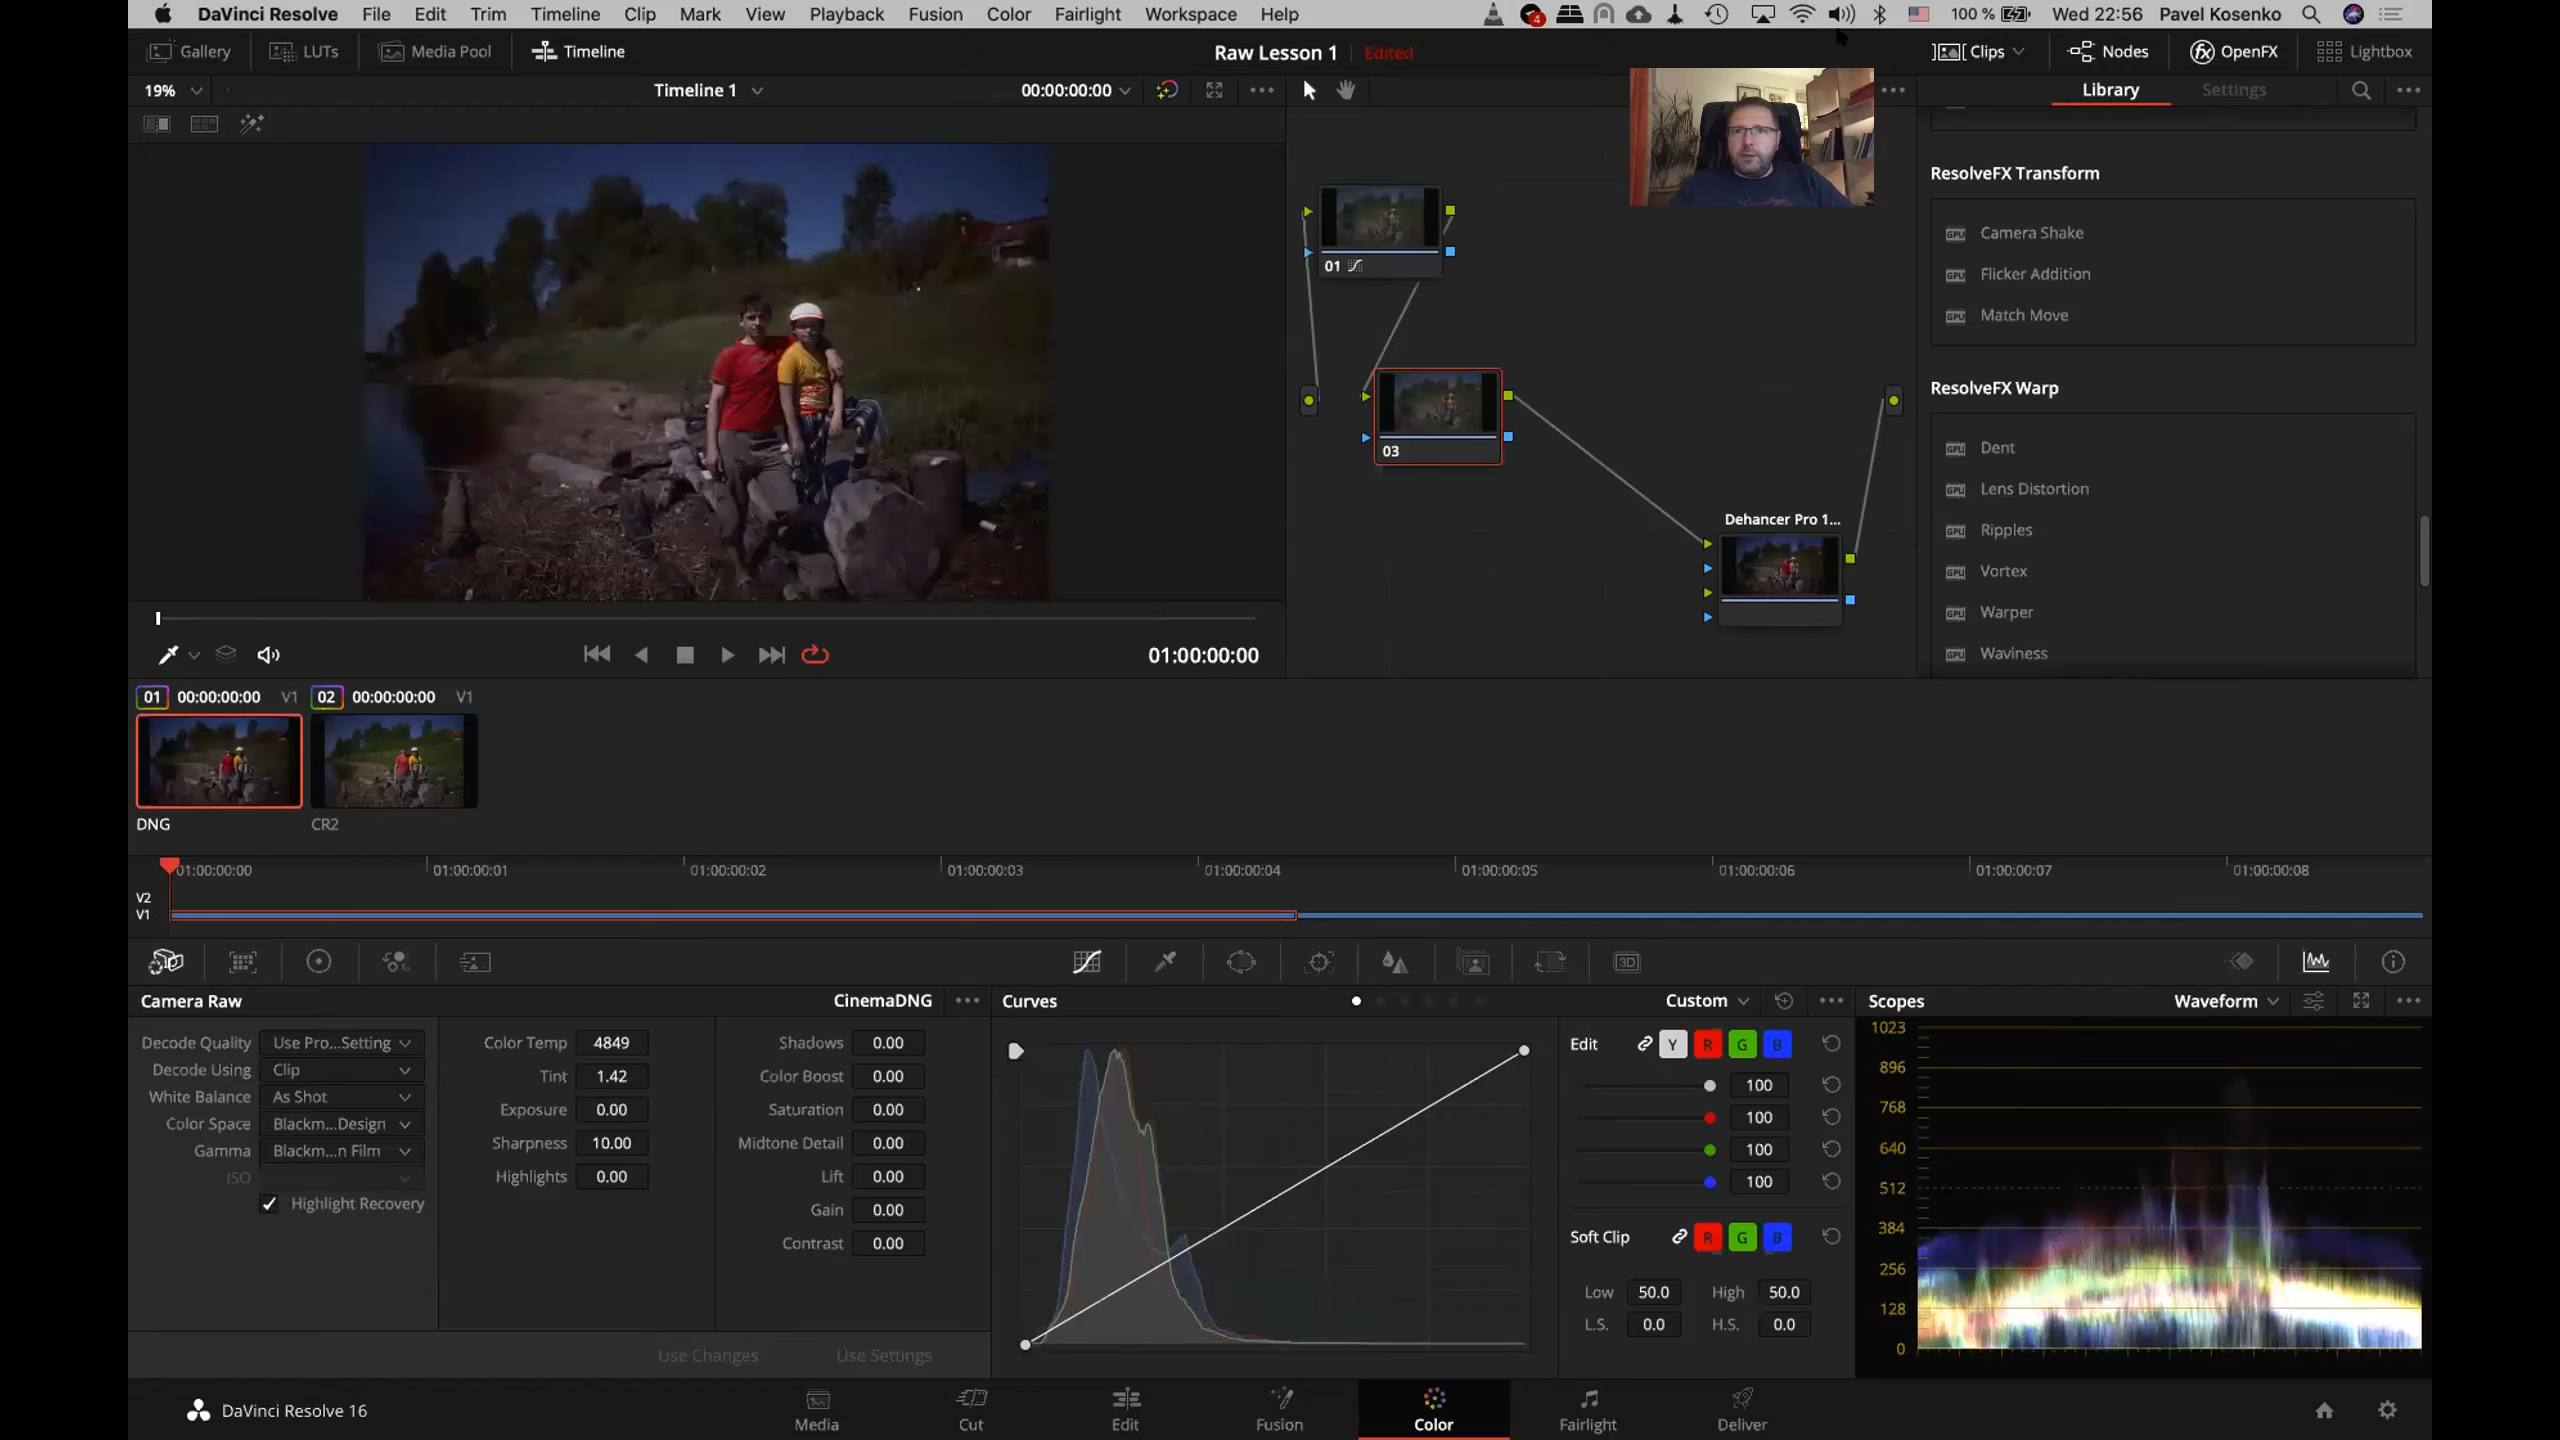 DaVinci Resolve File Edit Trim Timeline Clip Mark View Playback Fusion Color Fairlight Workspace Help 4 100 % Wed 22:56 Pavel Kosenko
Gallery LUTs Media Pool Timeline Raw Lesson 1 Edited Clips Nodes fx OpenFX Lightbox
19% Timeline 1 00:00:00:00 Library Settings
ResolveFX Transform
GPU Camera Shake
GPU Flicker Addition
GPU Match Move
01
ResolveFX Warp
GPU Dent
GPU Lens Distortion
GPU Ripples
GPU Vortex
GPU Warper
GPU Waviness
03
Dehancer Pro 1...
01:00:00:00
01 00:00:00:00 V1 02 00:00:00:00 V1
DNG CR2
01:00:00:00 01:00:00:01 01:00:00:02 01:00:00:03 01:00:00:04 01:00:00:05 01:00:00:06 01:00:00:07 01:00:00:08
V2
V1
3D
Camera Raw CinemaDNG Curves Custom Scopes Waveform
Decode Quality Use Pro...Setting
Decode Using Clip
White Balance As Shot
Color Space Blackm...Design
Gamma Blackm...n Film
ISO
Highlight Recovery
Color Temp 4849
Tint 1.42
Exposure 0.00
Sharpness 10.00
Highlights 0.00
Shadows 0.00
Color Boost 0.00
Saturation 0.00
Midtone Detail 0.00
Lift 0.00
Gain 0.00
Contrast 0.00
Use Changes Use Settings
Edit Y R G B
100
100
100
100
Soft Clip R G B
Low 50.0 High 50.0
L.S. 0.0 H.S. 0.0
1023
896
768
640
512
384
256
128
0
DaVinci Resolve 16 Media Cut Edit Fusion Color Fairlight Deliver